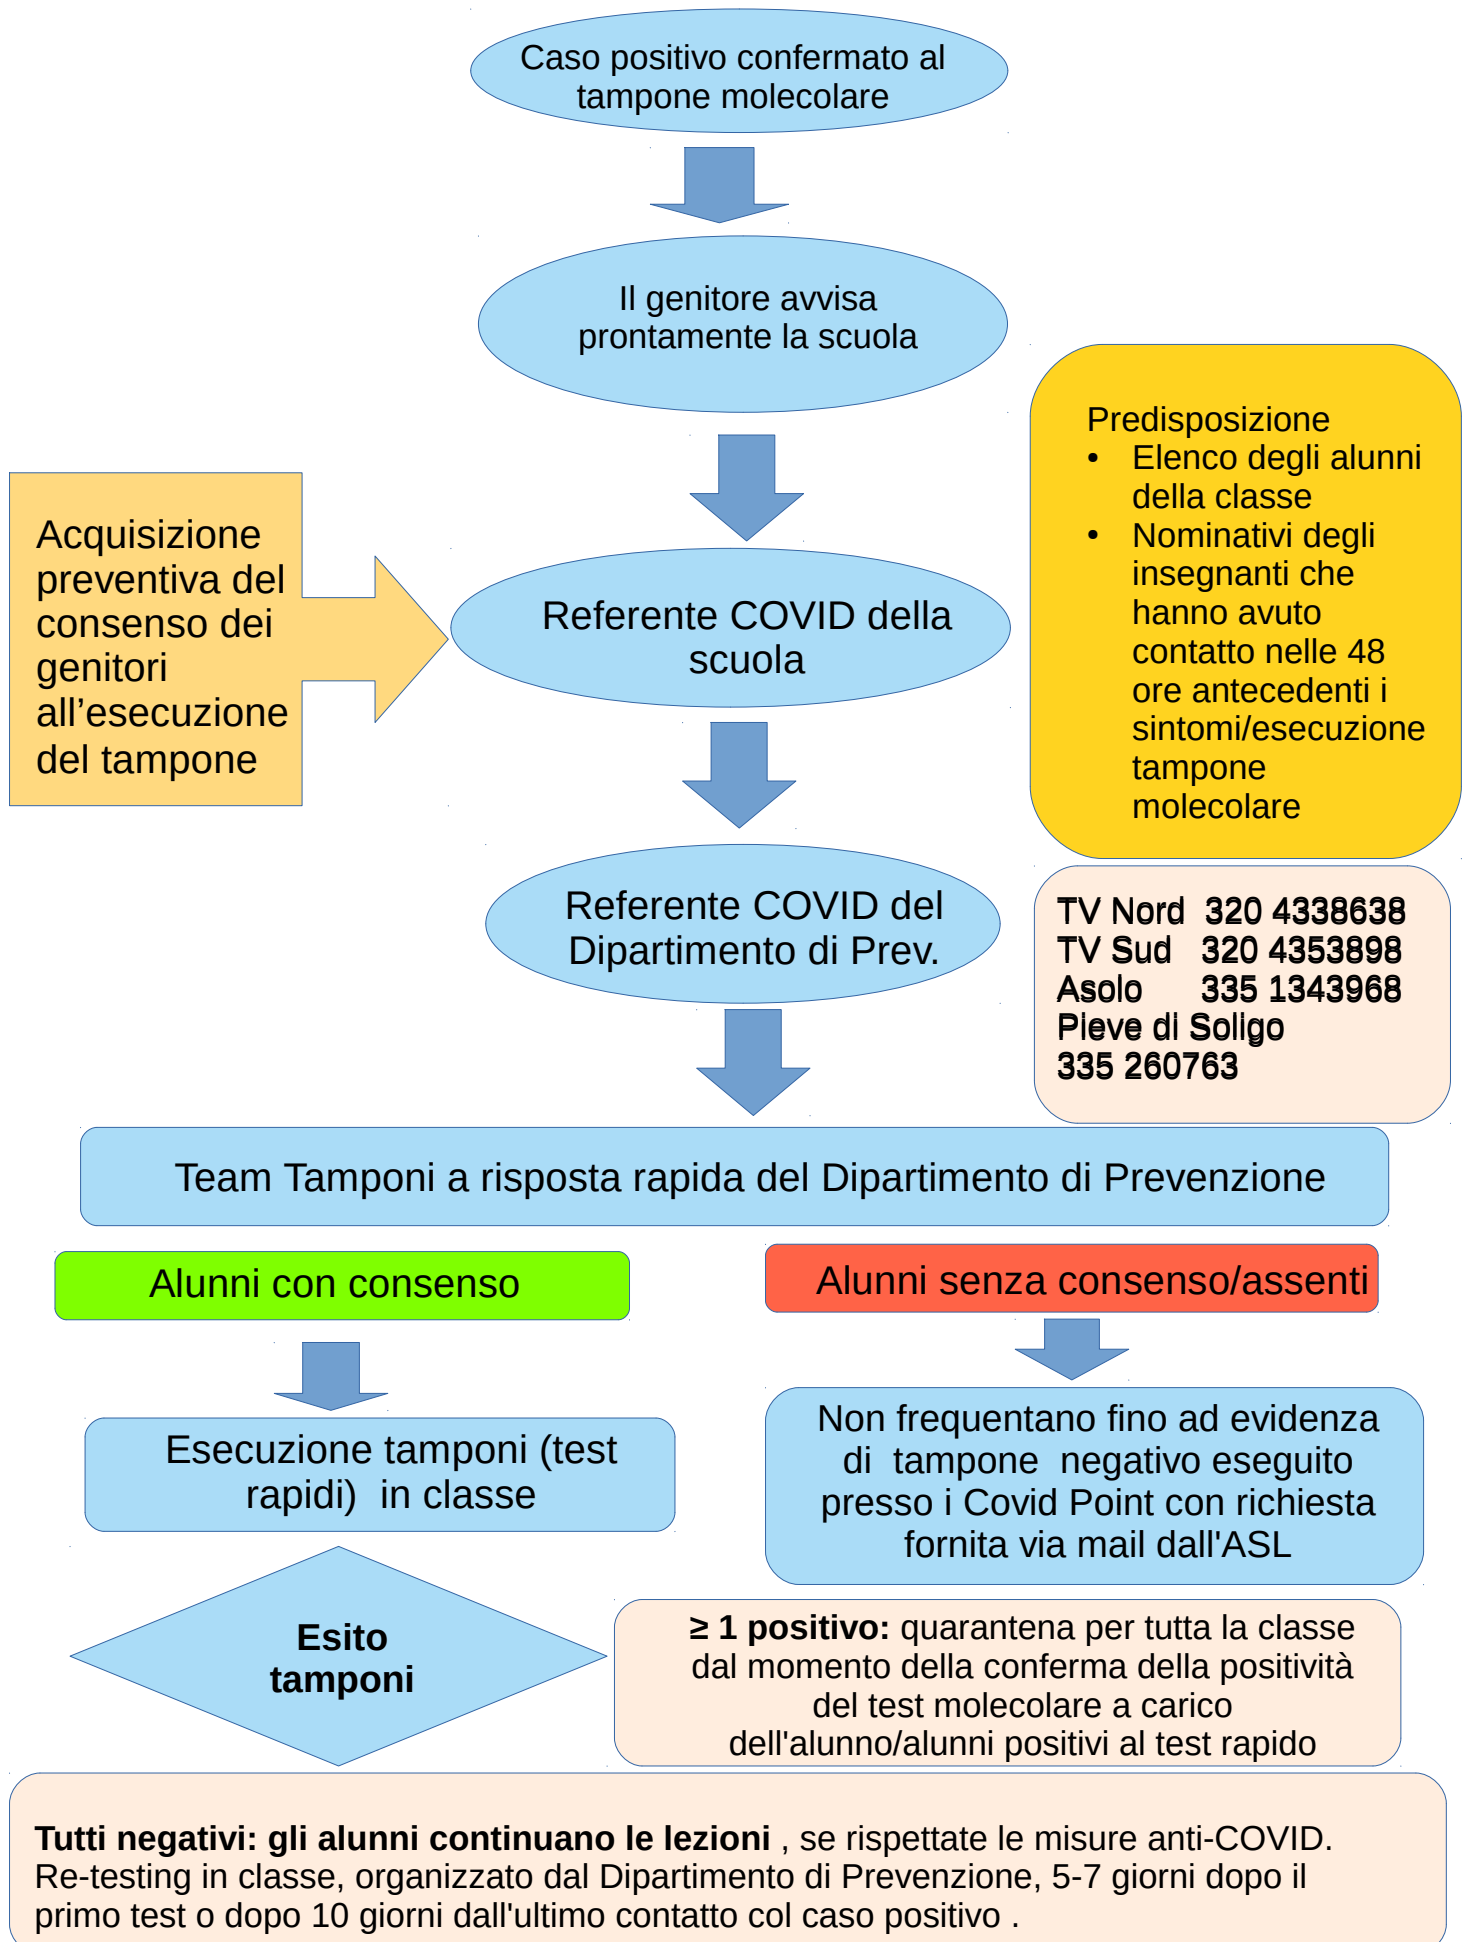 Caso positivo confermato al
tampone molecolare
Il genitore avvisa
prontamente la scuola
Predisposizione
• Elenco degli alunni
della classe
• Nominativi degli
insegnanti che
hanno avuto
contatto nelle 48
ore antecedenti i
sintomi/esecuzione
tampone
molecolare
Acquisizione
preventiva del
consenso dei
genitori
all’esecuzione
del tampone
Referente COVID della
scuola
Referente COVID del
Dipartimento di Prev.
TV Nord 320 4338638
TV Sud 320 4353898
Asolo 335 1343968
Pieve di Soligo
335 260763
Team Tamponi a risposta rapida del Dipartimento di Prevenzione
Alunni con consenso
Alunni senza consenso/assenti
Esecuzione tamponi (test
rapidi) in classe
Non frequentano fino ad evidenza
di tampone negativo eseguito
presso i Covid Point con richiesta
fornita via mail dall'ASL
Esito
tamponi
≥ 1 positivo: quarantena per tutta la classe
dal momento della conferma della positività
del test molecolare a carico
dell'alunno/alunni positivi al test rapido
Tutti negativi: gli alunni continuano le lezioni , se rispettate le misure anti-COVID.
Re-testing in classe, organizzato dal Dipartimento di Prevenzione, 5-7 giorni dopo il
primo test o dopo 10 giorni dall'ultimo contatto col caso positivo .